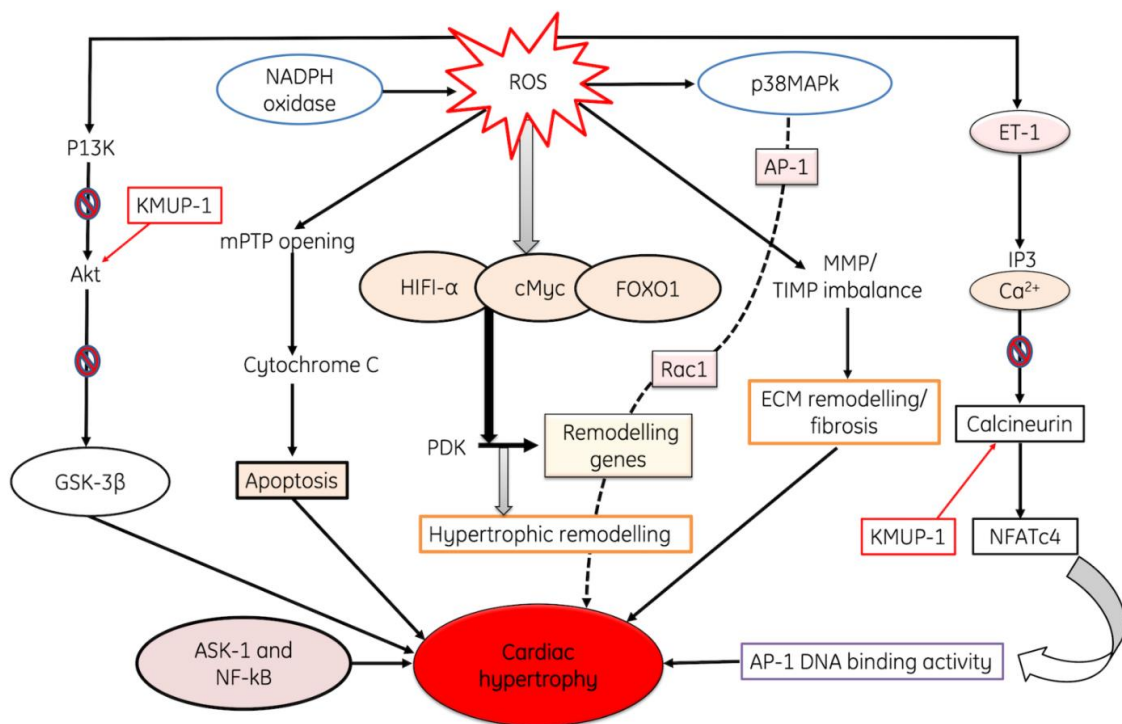 NADPH
oxidase
ROS
p38MAPk
P13K
ET-1
AP-1
KMUP-1
mPTP opening
Akt
HIFI-α
cMyc
FOXO1
MMP/
TIMP imbalance
IP3
Ca²⁺
Cytochrome C
Rac1
ECM remodelling/
fibrosis
Calcineurin
PDK
Remodelling
genes
GSK-3β
Apoptosis
Hypertrophic remodelling
KMUP-1
NFATc4
ASK-1 and
NF-kB
Cardiac
hypertrophy
AP-1 DNA binding activity